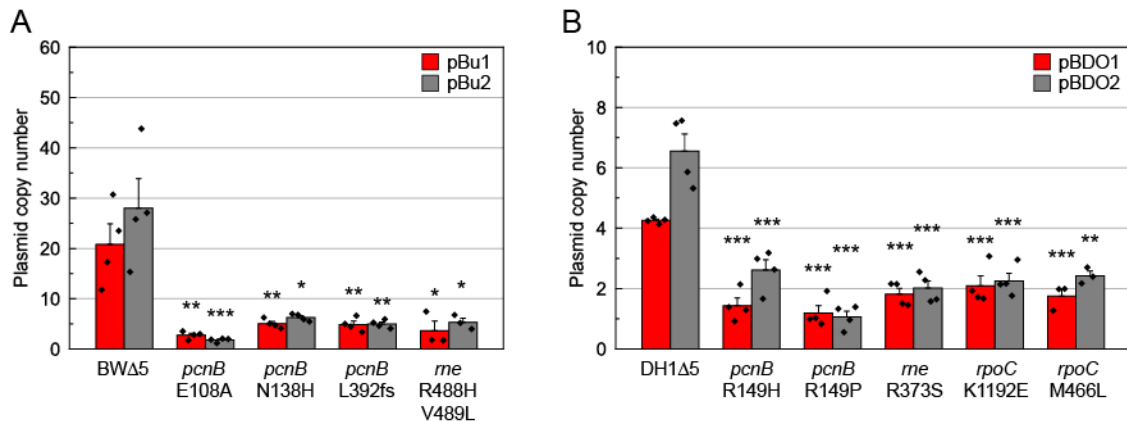 A
Plasmid copy number
60
50
40
30
20
10
0
pBu1
pBu2
** ***
** *
** **
* *
BWΔ5
pcnB
E108A
pcnB
N138H
pcnB
L392fs
rne
R488H
V489L
B
Plasmid copy number
10
8
6
4
2
0
pBDO1
pBDO2
*** ***
*** ***
*** ***
*** ***
*** **
DH1Δ5
pcnB
R149H
pcnB
R149P
rne
R373S
rpoC
K1192E
rpoC
M466L